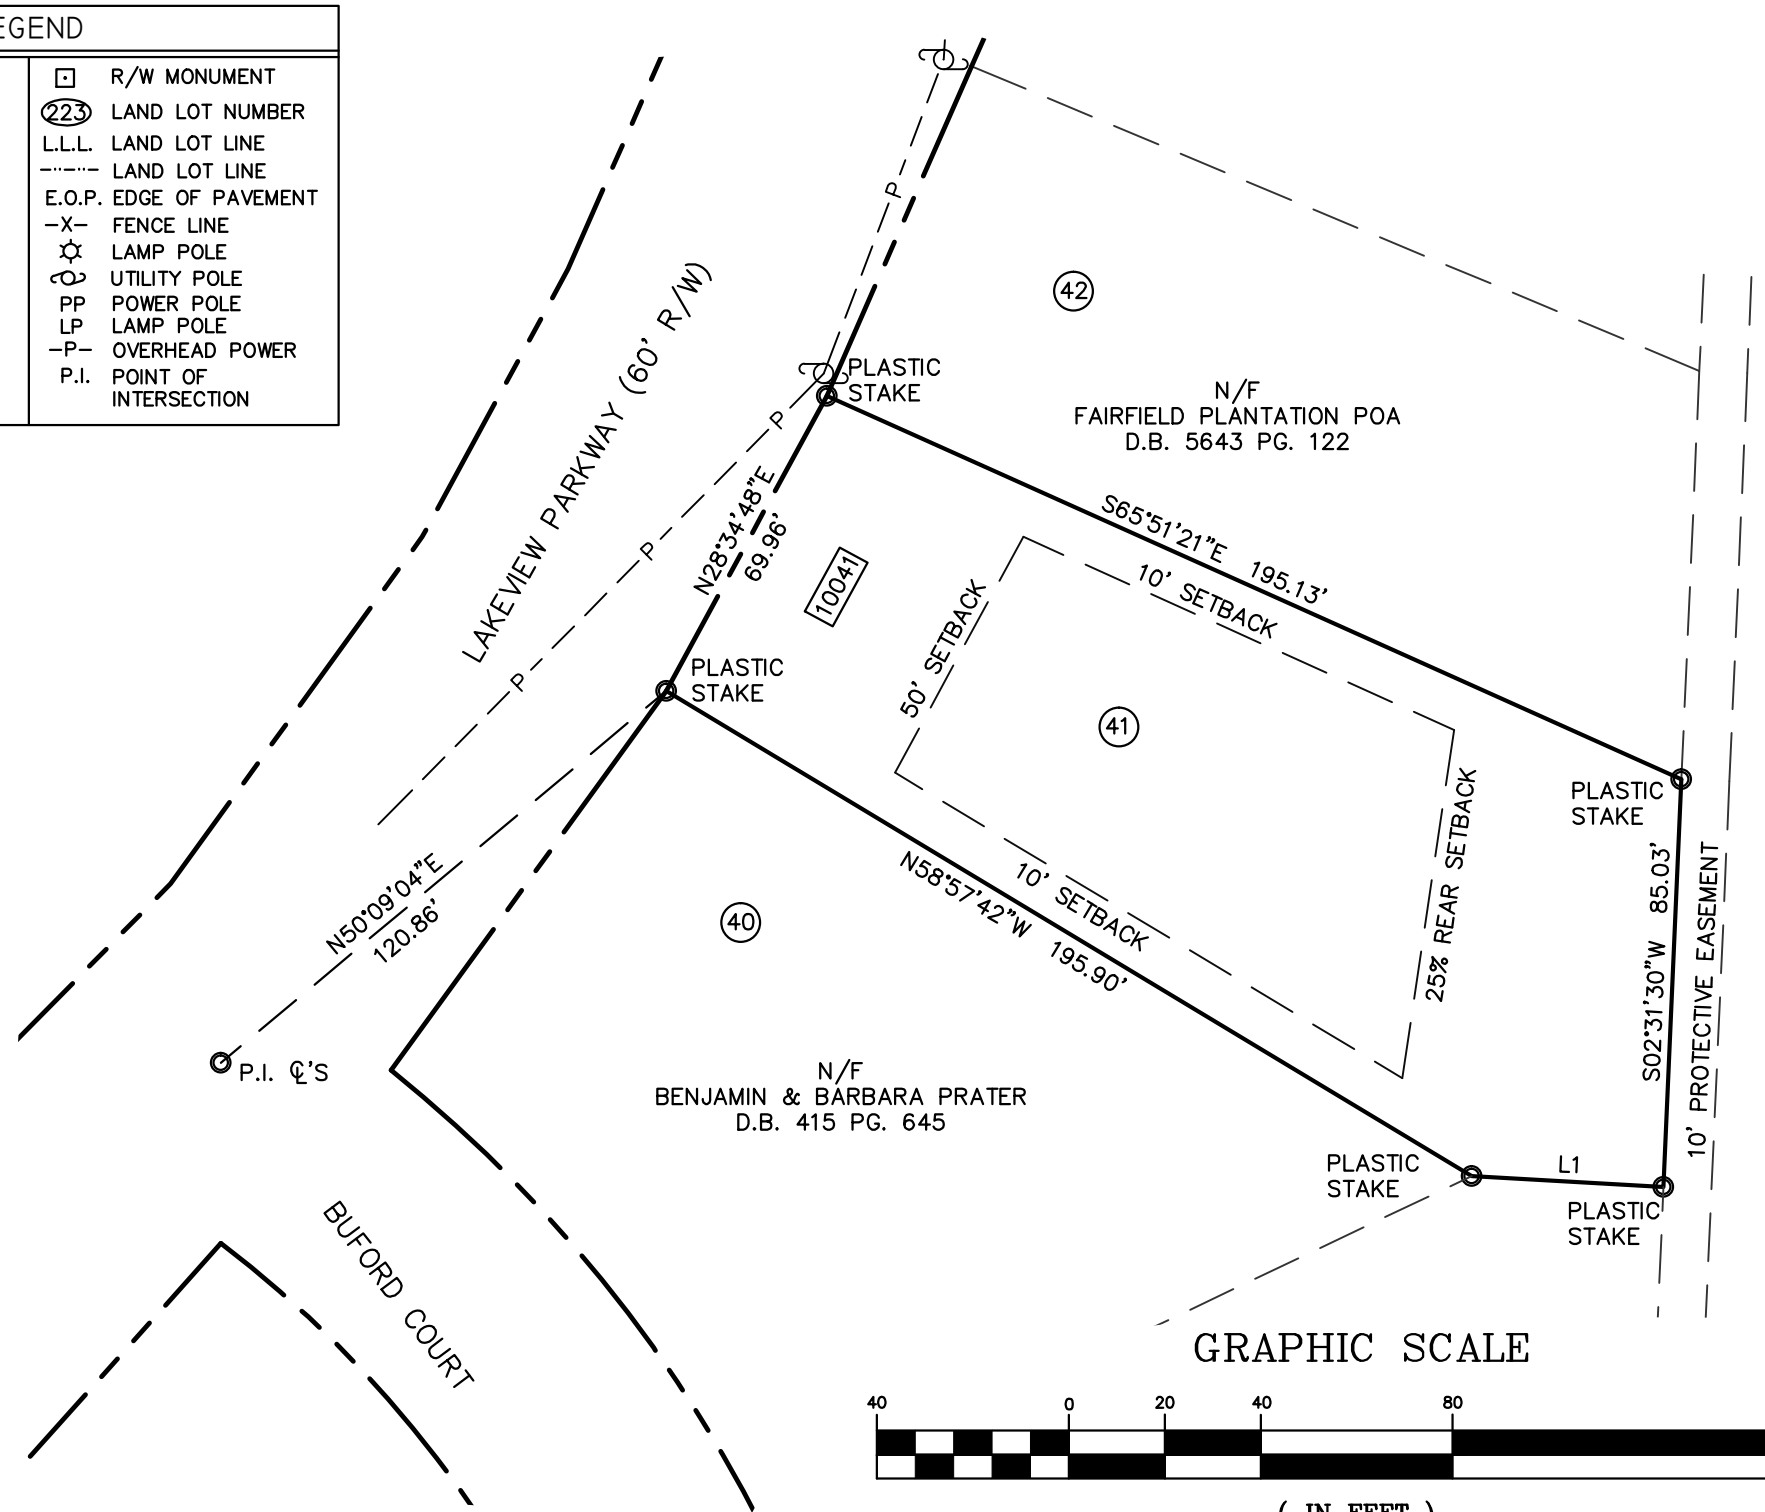 EGEND
R/W MONUMENT
223 LAND LOT NUMBER
L.L.L. LAND LOT LINE
LAND LOT LINE
E.O.P. EDGE OF PAVEMENT
-X- FENCE LINE
LAMP POLE
UTILITY POLE
PP POWER POLE
LP LAMP POLE
-P- OVERHEAD POWER
P.I. POINT OF
INTERSECTION
P
42
LAKEVIEW PARKWAY (60' R/W)
PLASTIC
STAKE
N/F
FAIRFIELD PLANTATION POA
D.B. 5643 PG. 122
P
N28°34'48"E
69.96'
S65°51'21"E 195.13'
P
10041
10' SETBACK
50' SETBACK
P
PLASTIC
STAKE
41
PLASTIC
STAKE
25% REAR SETBACK
S02°31'30"W 85.03'
10' PROTECTIVE EASEMENT
N50°09'04"E
120.86'
N58°57'42"W 195.90'
10' SETBACK
40
P.I. ℄'S
N/F
BENJAMIN & BARBARA PRATER
D.B. 415 PG. 645
PLASTIC
STAKE
L1
PLASTIC
STAKE
BUFORD COURT
GRAPHIC SCALE
40 0 20 40 80
( IN FEET )